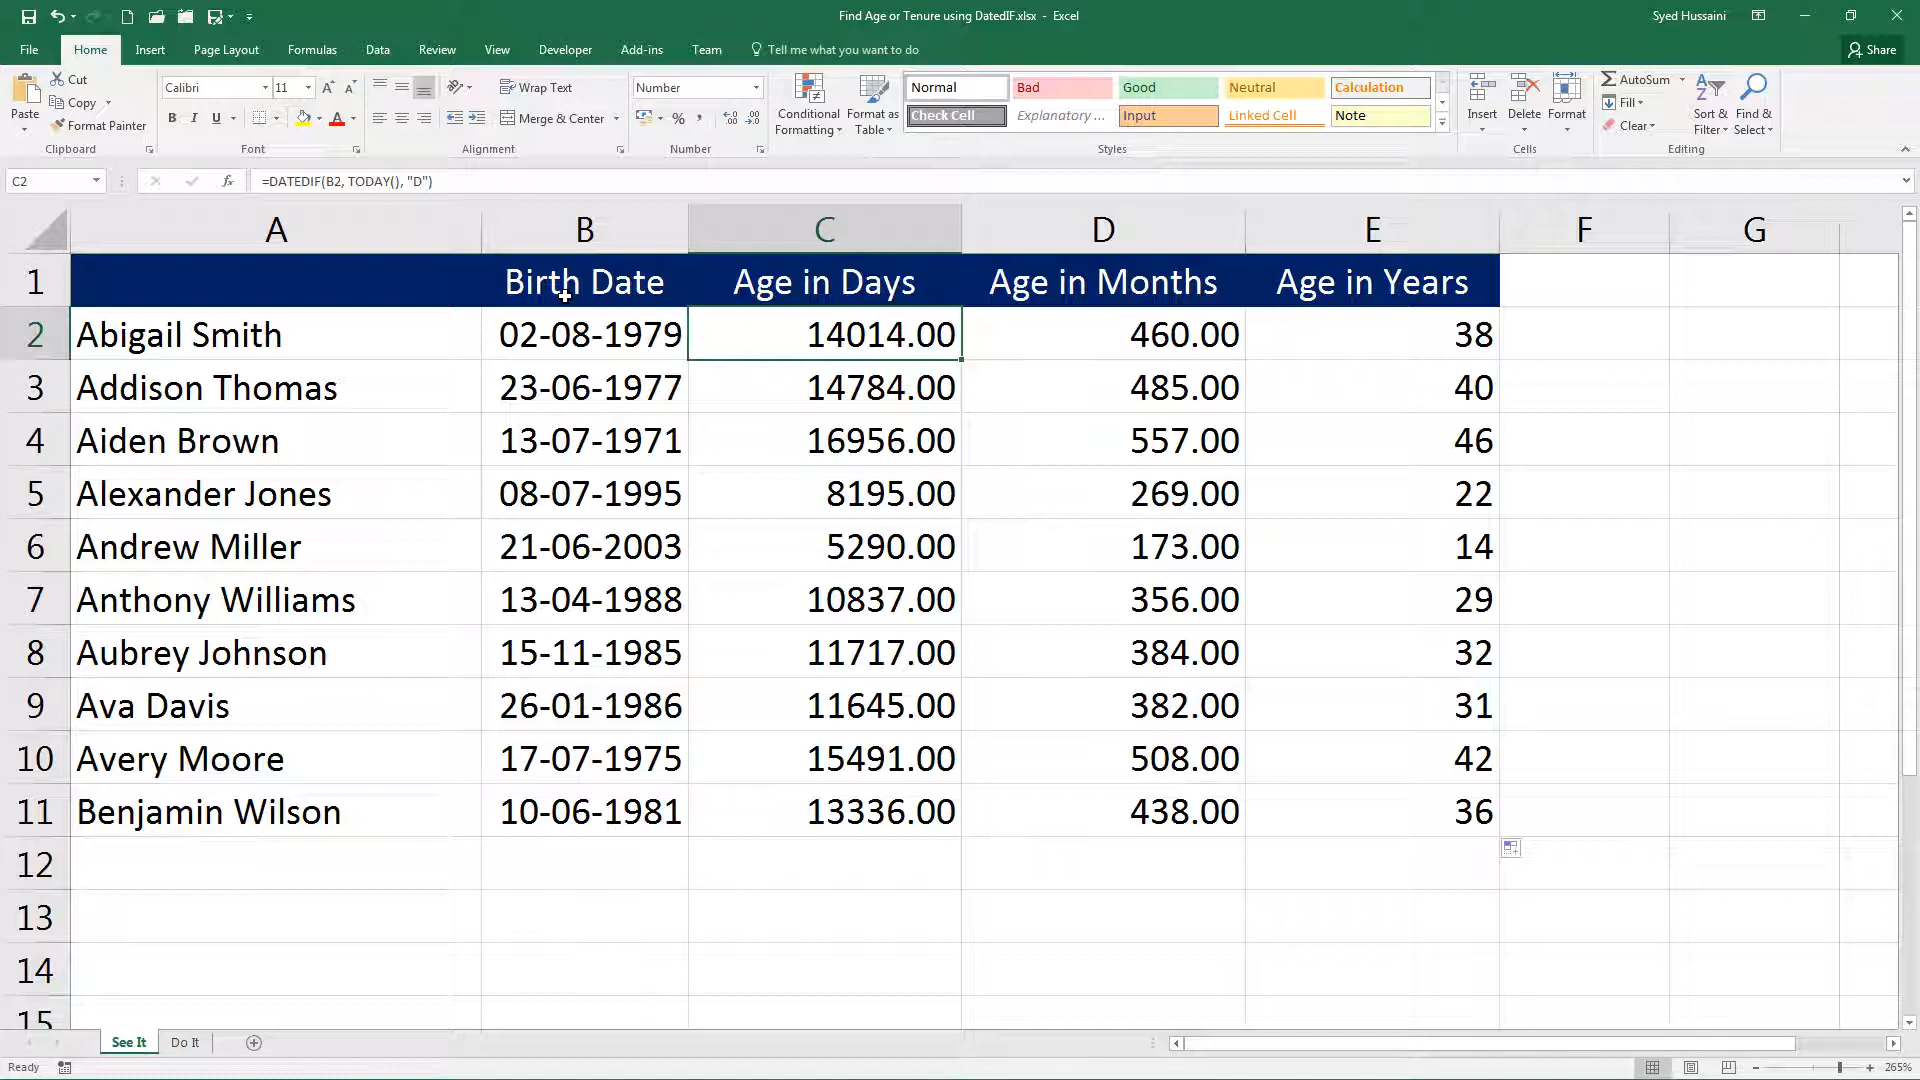 Find Age or Tenure using DatedIF.xlsx - Excel
Syed Hussaini
File Home Insert Page Layout Formulas Data Review View Developer Add-ins Team Tell me what you want to do Share
Paste
Cut
Copy
Format Painter
Clipboard
Calibri 11
B I U
Font
Wrap Text
Merge & Center
Alignment
Number
% ,
Number
Conditional Formatting
Format as Table
Normal Bad Good Neutral Calculation
Check Cell Explanatory ... Input Linked Cell Note
Styles
Insert Delete Format
Cells
AutoSum
Fill
Clear
Sort & Filter
Find & Select
Editing
C2 fx =DATEDIF(B2, TODAY(), "D")
A B C D E F G
1 Birth Date Age in Days Age in Months Age in Years
2 Abigail Smith 02-08-1979 14014.00 460.00 38
3 Addison Thomas 23-06-1977 14784.00 485.00 40
4 Aiden Brown 13-07-1971 16956.00 557.00 46
5 Alexander Jones 08-07-1995 8195.00 269.00 22
6 Andrew Miller 21-06-2003 5290.00 173.00 14
7 Anthony Williams 13-04-1988 10837.00 356.00 29
8 Aubrey Johnson 15-11-1985 11717.00 384.00 32
9 Ava Davis 26-01-1986 11645.00 382.00 31
10 Avery Moore 17-07-1975 15491.00 508.00 42
11 Benjamin Wilson 10-06-1981 13336.00 438.00 36
12
13
14
15
See It Do It
Ready
265%